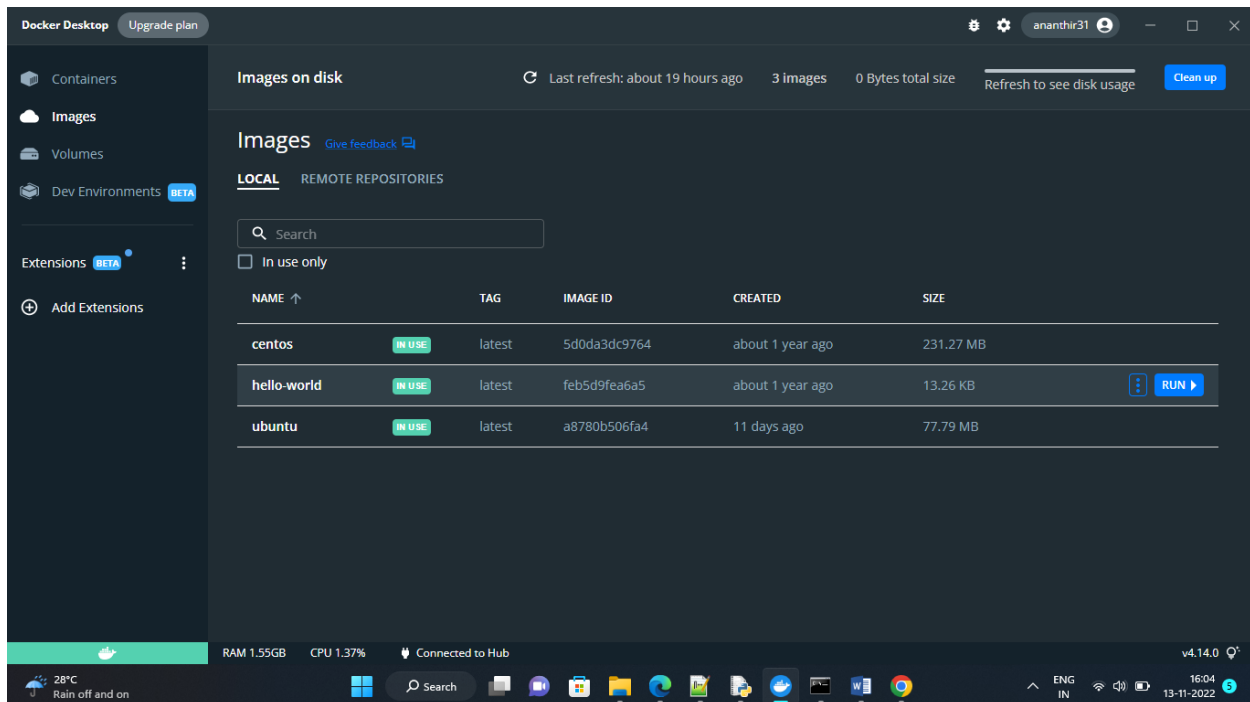 Docker Desktop Upgrade plan ananthir31
Containers
Images
Volumes
Dev Environments BETA
Extensions BETA
Add Extensions
Images on disk Last refresh: about 19 hours ago 3 images 0 Bytes total size Refresh to see disk usage Clean up
Images Give feedback
LOCAL REMOTE REPOSITORIES
Search
In use only
NAME TAG IMAGE ID CREATED SIZE
centos IN USE latest 5d0da3dc9764 about 1 year ago 231.27 MB
hello-world IN USE latest feb5d9fea6a5 about 1 year ago 13.26 KB RUN
ubuntu IN USE latest a8780b506fa4 11 days ago 77.79 MB
RAM 1.55GB CPU 1.37% Connected to Hub v4.14.0
28°C
Rain off and on
Search
ENG
IN
16:04
13-11-2022
5